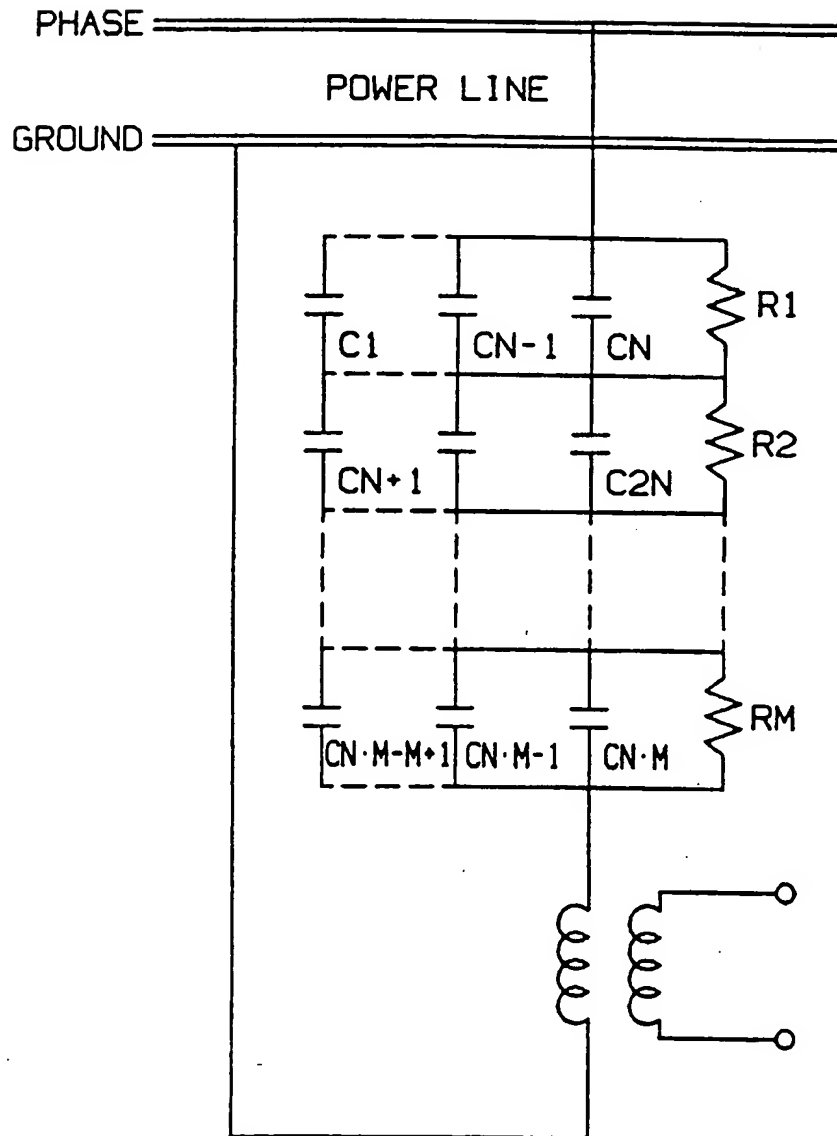 PHASE
POWER LINE
GROUND
R1
C1
CN-1
CN
R2
CN+1
C2N
RM
CN·M-M+1
CN·M-1
CN·M